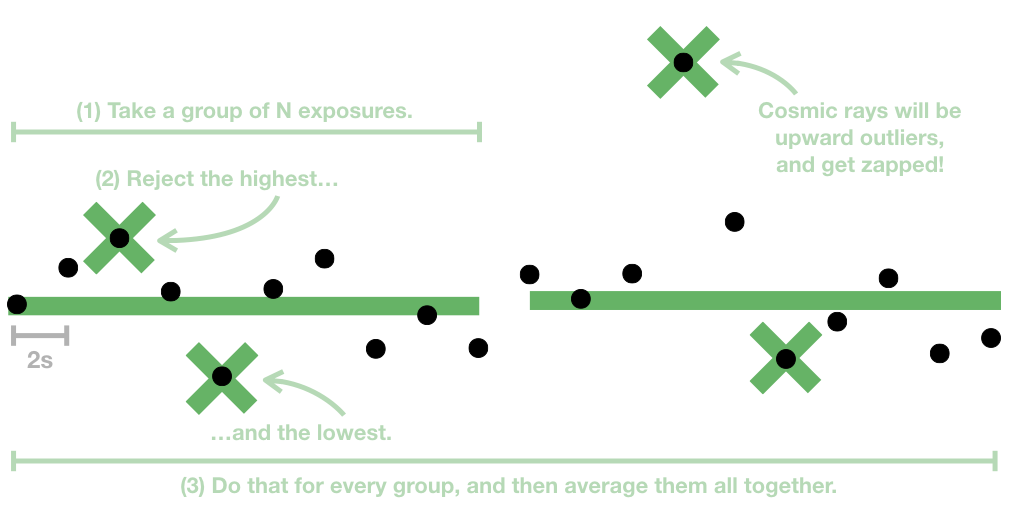 (1) Take a group of N exposures.
(2) Reject the highest…
Cosmic rays will be
upward outliers,
and get zapped!
2s
…and the lowest.
(3) Do that for every group, and then average them all together.